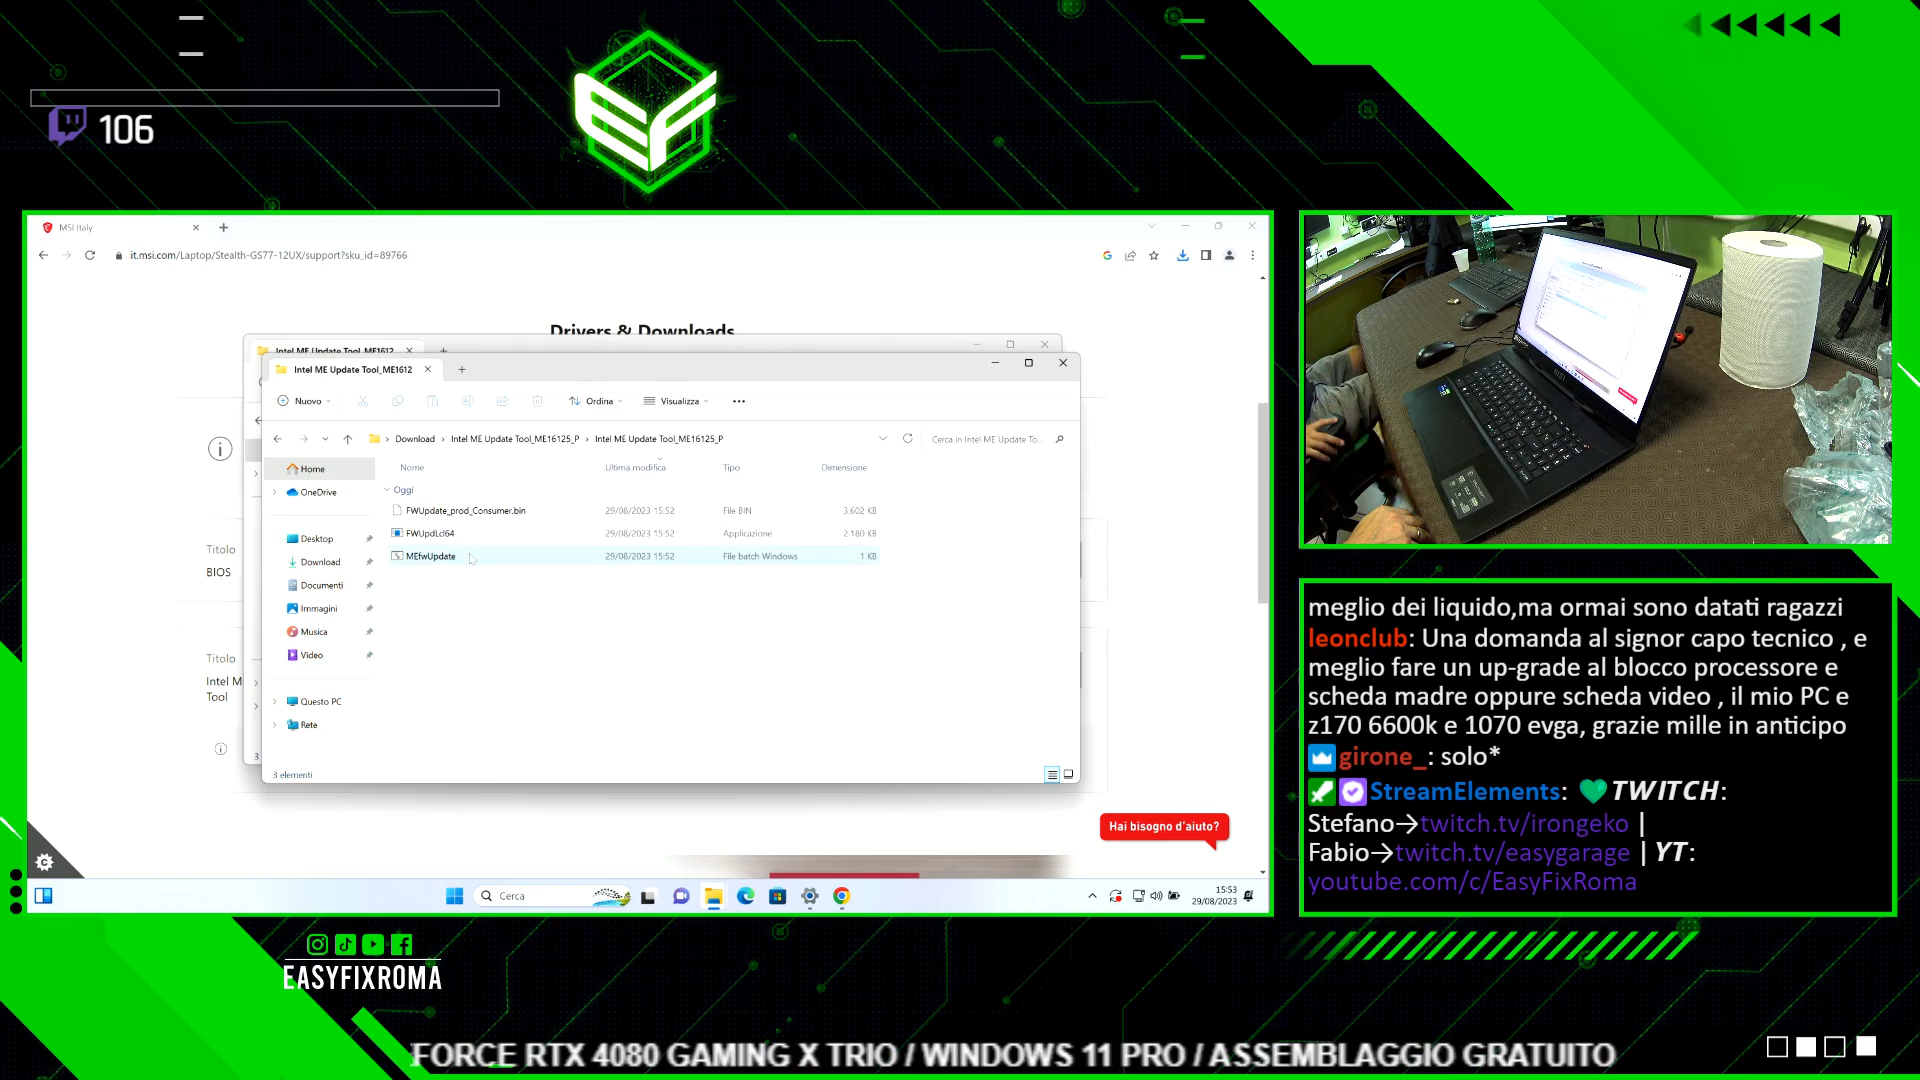 106
EF
MSI Italy
it.msi.com/Laptop/Stealth-GS77-12UX/support?sku_id=89766
Drivers & Downloads
Intel ME Update Tool_ME1612
Intel ME Update Tool_ME1612
Nuovo
Ordina
Visualizza
Download > Intel ME Update Tool_ME16125_P > Intel ME Update Tool_ME16125_P
Cerca in Intel ME Update To...
Home
OneDrive
Desktop
Download
Documenti
Immagini
Musica
Video
Questo PC
Rete
Nome
Ultima modifica
Tipo
Dimensione
Oggi
FWUpdate_prod_Consumer.bin
29/08/2023 15:52
File BIN
3.602 KB
FWUpdLcl64
29/08/2023 15:52
Applicazione
2.180 KB
MEfwUpdate
29/08/2023 15:52
File batch Windows
1 KB
3 elementi
Titolo
BIOS
Titolo
Intel M
Tool
3
Hai bisogno d'aiuto?
Cerca
15:53
29/08/2023
meglio dei liquido,ma ormai sono datati ragazzi
leonclub: Una domanda al signor capo tecnico , e
meglio fare un up-grade al blocco processore e
scheda madre oppure scheda video , il mio PC e
z170 6600k e 1070 evga, grazie mille in anticipo
girone_: solo*
StreamElements: TWITCH:
Stefano→twitch.tv/irongeko |
Fabio→twitch.tv/easygarage | YT:
youtube.com/c/EasyFixRoma
EASYFIXROMA
FORCE RTX 4080 GAMING X TRIO / WINDOWS 11 PRO / ASSEMBLAGGIO GRATUITO